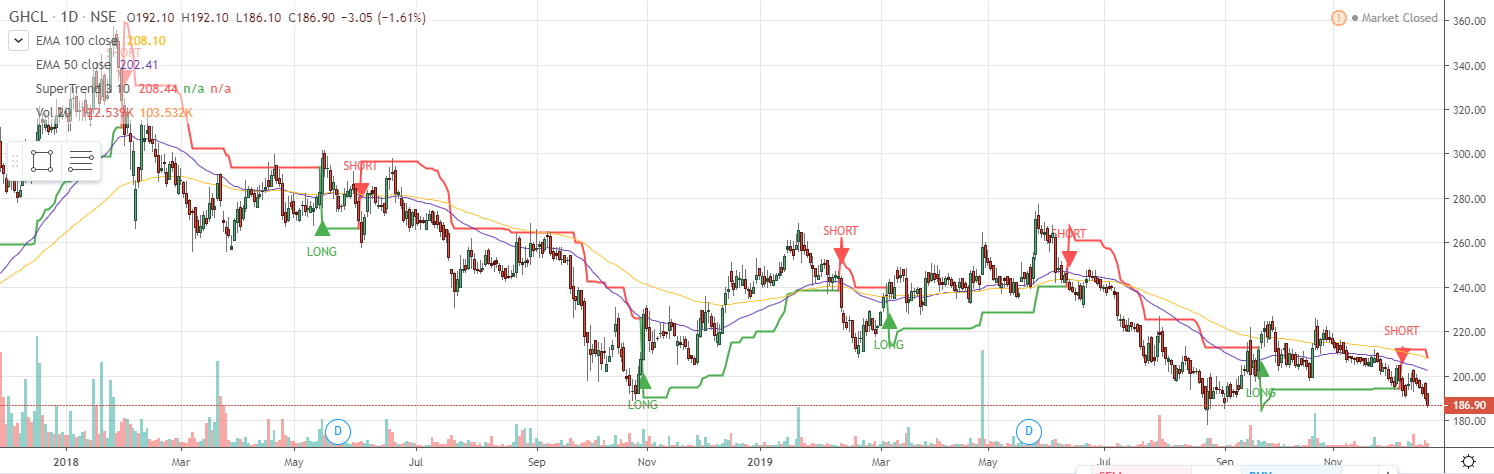 GHCL · 1D · NSE O192.10 H192.10 L186.10 C186.90 −3.05 (−1.61%)
! Market Closed
EMA 100 close 208.10
EMA 50 close 202.41
SuperTrend 3 10 208.44 n/a n/a
Vol 20 122.539K 103.532K
SHORT
SHORT
LONG
SHORT
LONG
LONG
SHORT
LONG
SHORT
360.00
340.00
320.00
300.00
280.00
260.00
240.00
220.00
200.00
186.90
180.00
D
D
2018 Mar May Jul Sep Nov 2019 Mar May Jul Sep Nov
SELL BUY